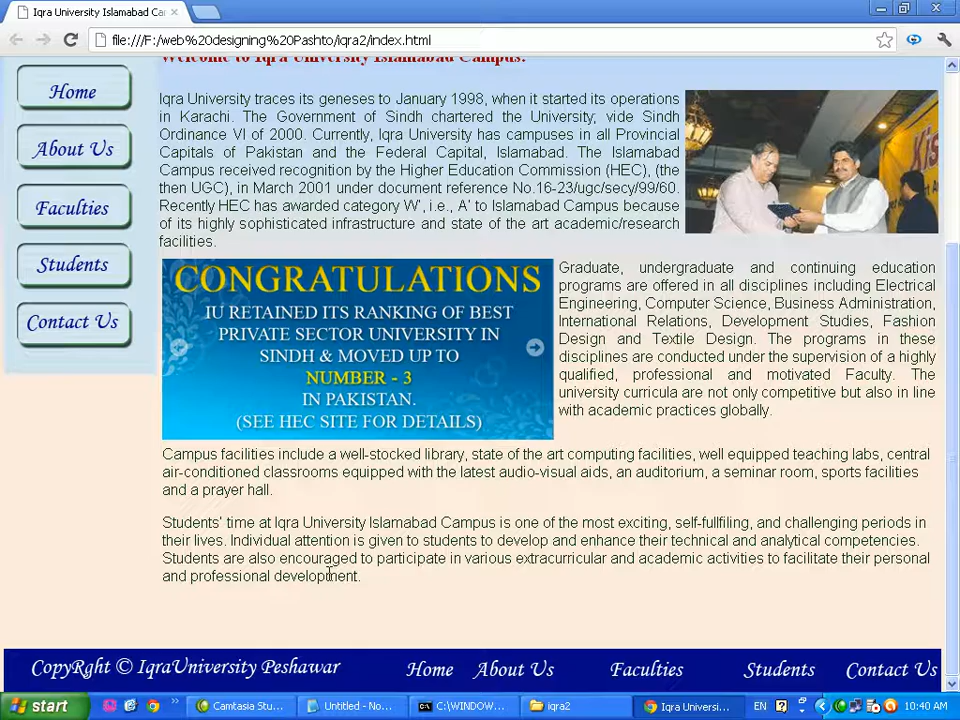 Iqra University Islamabad Ca
file:///F:/web%20designing%20Pashto/iqra2/index.html
Welcome to Iqra University Islamabad Campus!
Home
About Us
Faculties
Students
Contact Us
Iqra University traces its geneses to January 1998, when it started its operations
in Karachi. The Government of Sindh chartered the University; vide Sindh
Ordinance VI of 2000. Currently, Iqra University has campuses in all Provincial
Capitals of Pakistan and the Federal Capital, Islamabad. The Islamabad
Campus received recognition by the Higher Education Commission (HEC), (the
then UGC), in March 2001 under document reference No.16-23/ugc/secy/99/60.
Recently HEC has awarded category W', i.e., A' to Islamabad Campus because
of its highly sophisticated infrastructure and state of the art academic/research
facilities.
CONGRATULATIONS
IU RETAINED ITS RANKING OF BEST
PRIVATE SECTOR UNIVERSITY IN
SINDH & MOVED UP TO
NUMBER - 3
IN PAKISTAN.
(SEE HEC SITE FOR DETAILS)
Graduate, undergraduate and continuing education
programs are offered in all disciplines including Electrical
Engineering, Computer Science, Business Administration,
International Relations, Development Studies, Fashion
Design and Textile Design. The programs in these
disciplines are conducted under the supervision of a highly
qualified, professional and motivated Faculty. The
university curricula are not only competitive but also in line
with academic practices globally.
Campus facilities include a well-stocked library, state of the art computing facilities, well equipped teaching labs, central
air-conditioned classrooms equipped with the latest audio-visual aids, an auditorium, a seminar room, sports facilities
and a prayer hall.
Students' time at Iqra University Islamabad Campus is one of the most exciting, self-fullfiling, and challenging periods in
their lives. Individual attention is given to students to develop and enhance their technical and analytical competencies.
Students are also encouraged to participate in various extracurricular and academic activities to facilitate their personal
and professional development.
CopyRght © IqraUniversity Peshawar Home About Us Faculties Students Contact Us
start Camtasia Stu... Untitled - No... C:\WINDOW... iqra2 Iqra Universi... EN 10:40 AM